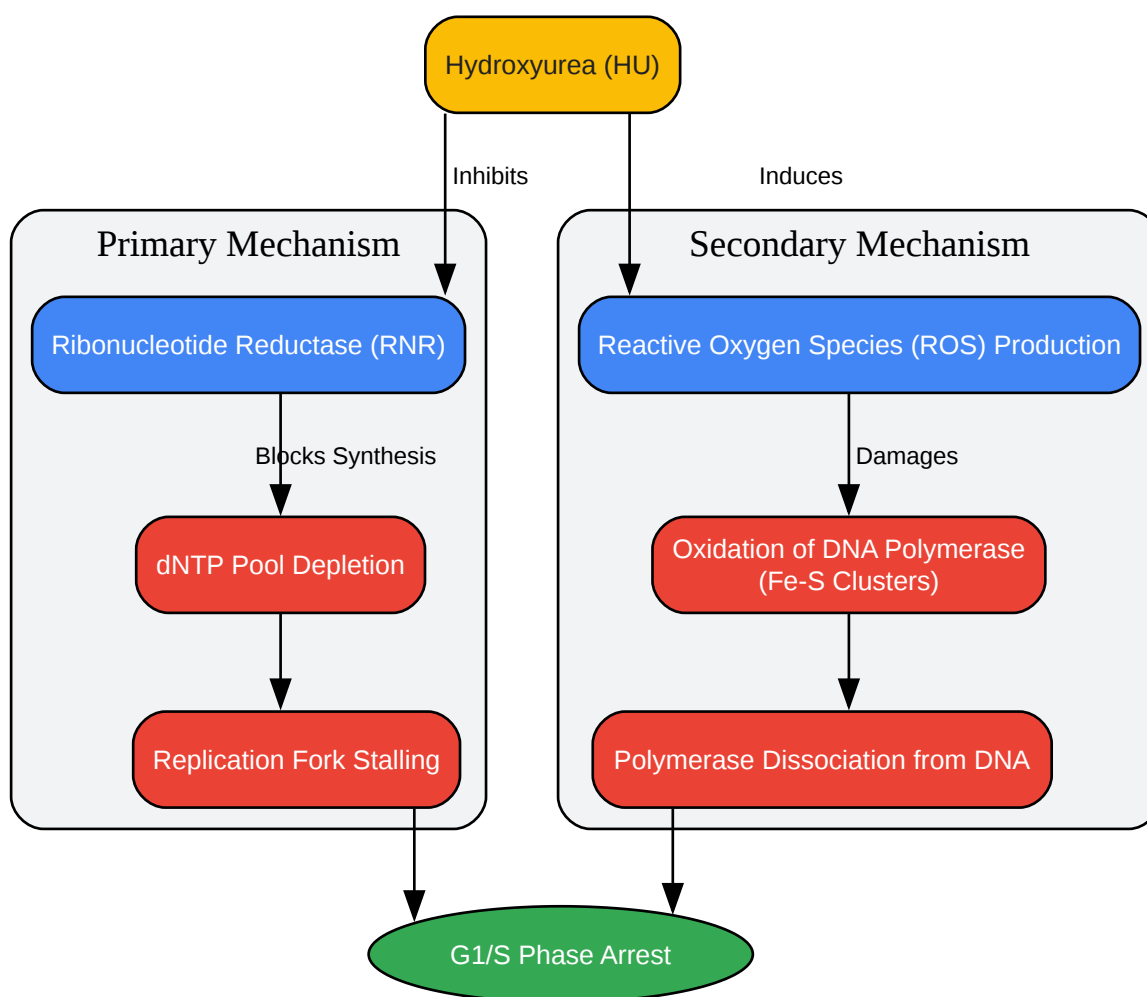 Hydroxyurea (HU)
Inhibits
Induces
Primary Mechanism
Secondary Mechanism
Ribonucleotide Reductase (RNR)
Reactive Oxygen Species (ROS) Production
Blocks Synthesis
Damages
dNTP Pool Depletion
Oxidation of DNA Polymerase
(Fe-S Clusters)
Replication Fork Stalling
Polymerase Dissociation from DNA
G1/S Phase Arrest